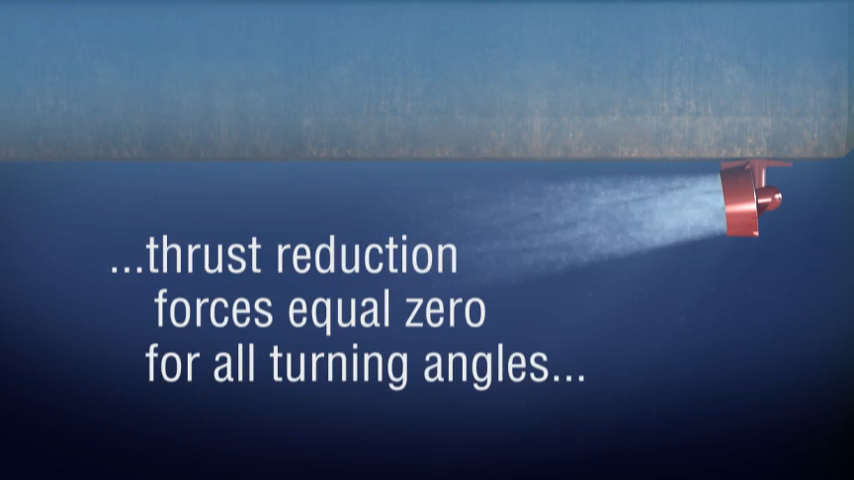 ...thrust reduction
forces equal zero
for all turning angles...